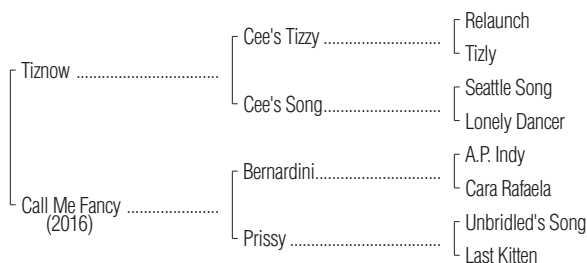 Relaunch
Cee's Tizzy
Tizly
Tiznow
Seattle Song
Cee's Song
Lonely Dancer
A.P. Indy
Bernardini
Cara Rafaela
Call Me Fancy
(2016)
Unbridled's Song
Prissy
Last Kitten